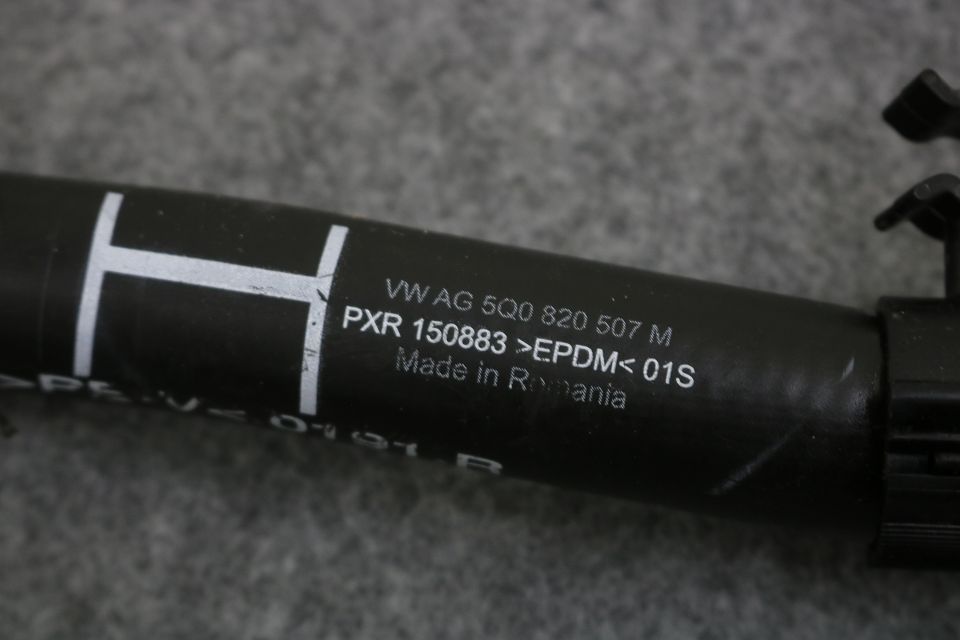 VW AG 5Q0 820 507 M
PXR 150883 >EPDM< 01S
Made in Romania